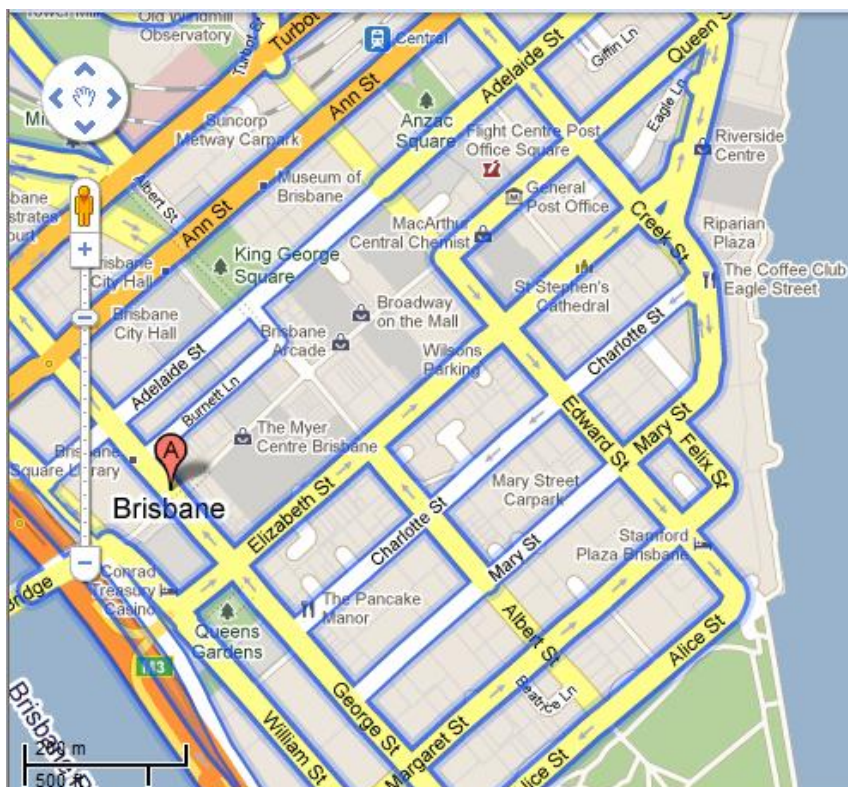 Old Windmill
Observatory
Turbot St
Turbot
Central
Giffin Ln
Queen St
Adelaide St
Ann St
Anzac
Square
Eagle Ln
Suncorp
Metway Carpark
Flight Centre Post
Office Square
Riverside
Centre
Albert St
Museum of
Brisbane
General
Post Office
Ann St
MacArthur
Central Chemist
Creek St
Riparian
Plaza
King George
Square
Brisbane
City Hall
St Stephen's
Cathedral
The Coffee Club
Eagle Street
Brisbane
City Hall
Broadway
on the Mall
Brisbane
Arcade
Wilsons
Parking
Charlotte St
Adelaide St
Burnett Ln
Edward St
Mary St
Felix St
The Myer
Centre Brisbane
A
Square Library
Brisbane
Elizabeth St
Charlotte St
Mary Street
Carpark
Mary St
Stamford
Plaza Brisbane
Conrad
Treasury
Casino
Bridge
The Pancake
Manor
Queens
Gardens
Albert St
Alice St
M3
Beatrice Ln
George St
William St
Margaret St
Alice St
200 m
500 ft